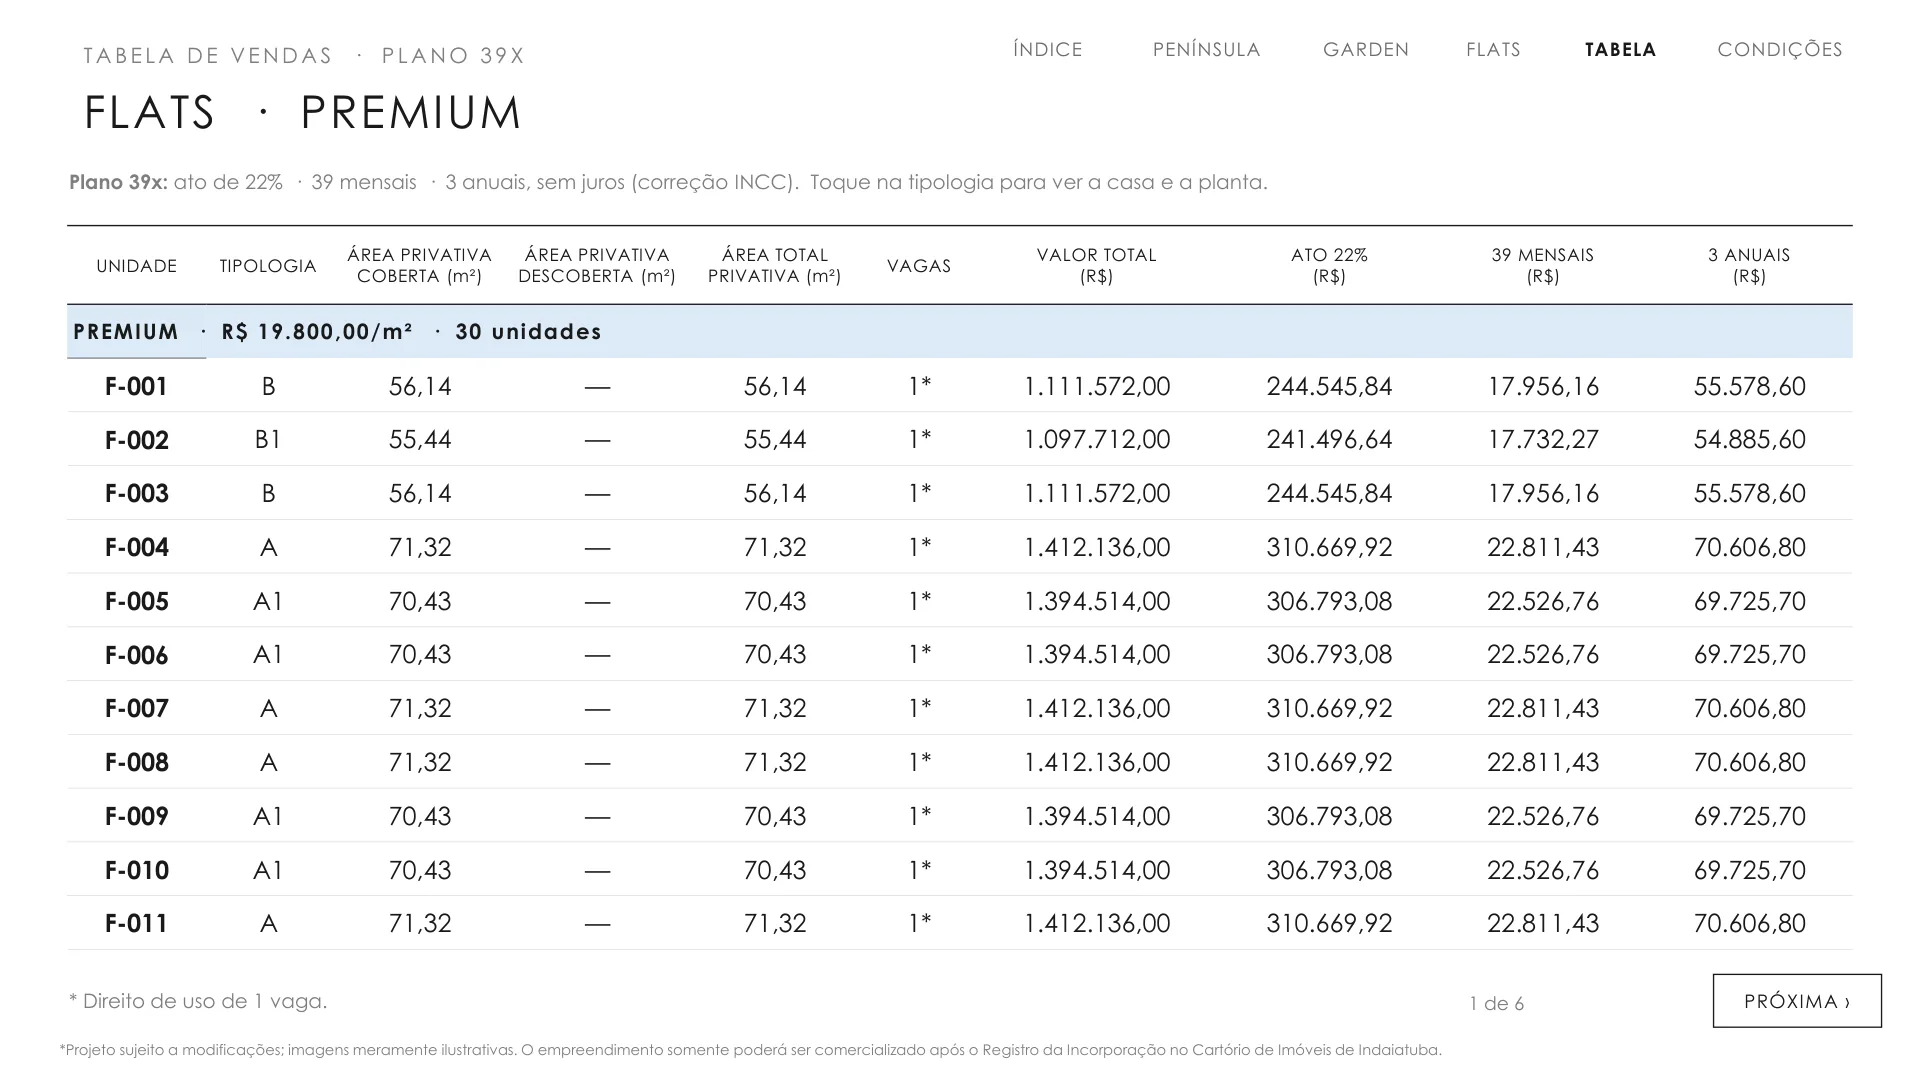 TABELA DE VENDAS · PLANO 39X
ÍNDICE PENÍNSULA GARDEN FLATS TABELA CONDIÇÕES
FLATS · PREMIUM
Plano 39x: ato de 22% · 39 mensais · 3 anuais, sem juros (correção INCC). Toque na tipologia para ver a casa e a planta.
UNIDADE TIPOLOGIA ÁREA PRIVATIVA COBERTA (m²) ÁREA PRIVATIVA DESCOBERTA (m²) ÁREA TOTAL PRIVATIVA (m²) VAGAS VALOR TOTAL (R$) ATO 22% (R$) 39 MENSAIS (R$) 3 ANUAIS (R$)
PREMIUM · R$ 19.800,00/m² · 30 unidades
F-001 B 56,14 — 56,14 1* 1.111.572,00 244.545,84 17.956,16 55.578,60
F-002 B1 55,44 — 55,44 1* 1.097.712,00 241.496,64 17.732,27 54.885,60
F-003 B 56,14 — 56,14 1* 1.111.572,00 244.545,84 17.956,16 55.578,60
F-004 A 71,32 — 71,32 1* 1.412.136,00 310.669,92 22.811,43 70.606,80
F-005 A1 70,43 — 70,43 1* 1.394.514,00 306.793,08 22.526,76 69.725,70
F-006 A1 70,43 — 70,43 1* 1.394.514,00 306.793,08 22.526,76 69.725,70
F-007 A 71,32 — 71,32 1* 1.412.136,00 310.669,92 22.811,43 70.606,80
F-008 A 71,32 — 71,32 1* 1.412.136,00 310.669,92 22.811,43 70.606,80
F-009 A1 70,43 — 70,43 1* 1.394.514,00 306.793,08 22.526,76 69.725,70
F-010 A1 70,43 — 70,43 1* 1.394.514,00 306.793,08 22.526,76 69.725,70
F-011 A 71,32 — 71,32 1* 1.412.136,00 310.669,92 22.811,43 70.606,80
* Direito de uso de 1 vaga.
1 de 6
PRÓXIMA ›
*Projeto sujeito a modificações; imagens meramente ilustrativas. O empreendimento somente poderá ser comercializado após o Registro da Incorporação no Cartório de Imóveis de Indaiatuba.